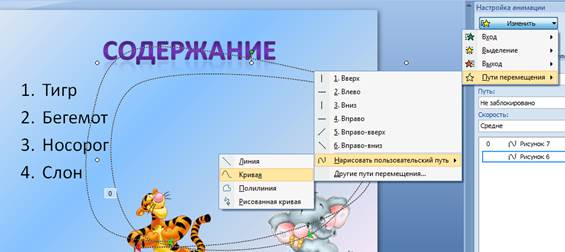 СОДЕРЖАНИЕ
1. Тигр
2. Бегемот
3. Носорог
4. Слон
0
Настройка анимации
Изменить
Вход
Выделение
Выход
Пути перемещения
1. Вверх
2. Влево
3. Вниз
4. Вправо
5. Вправо-вверх
6. Вправо-вниз
Нарисовать пользовательский путь
Другие пути перемещения...
Линия
Кривая
Полилиния
Рисованная кривая
Путь:
Не заблокировано
Скорость:
Средне
0 Рисунок 7
Рисунок 6